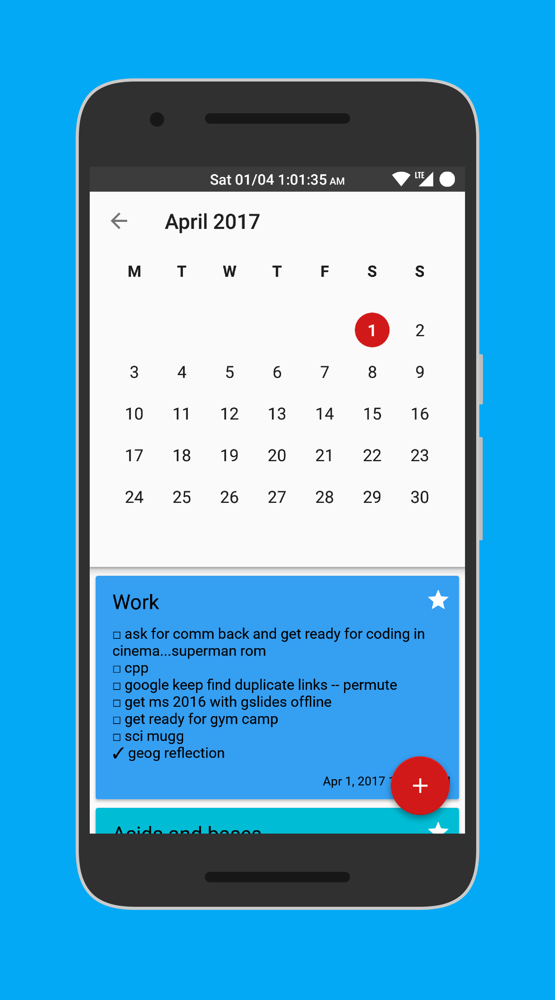 Sat 01/04 1:01:35 AM
LTE
April 2017
M T W T F S S
1 2
3 4 5 6 7 8 9
10 11 12 13 14 15 16
17 18 19 20 21 22 23
24 25 26 27 28 29 30
Work
☐ ask for comm back and get ready for coding in
cinema...superman rom
☐ cpp
☐ google keep find duplicate links -- permute
☐ get ms 2016 with gslides offline
☐ get ready for gym camp
☐ sci mugg
✓ geog reflection
Apr 1, 2017
+
Acids and bases